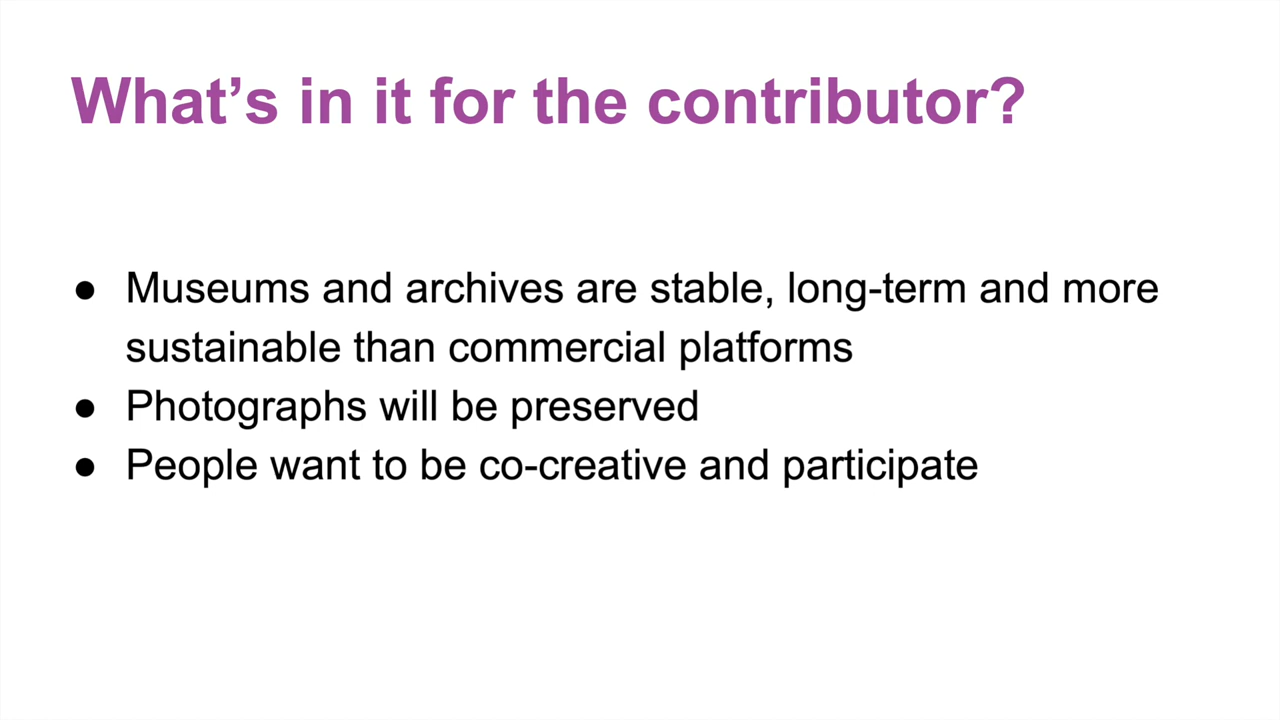 What’s in it for the contributor?
● Museums and archives are stable, long-term and more
sustainable than commercial platforms
● Photographs will be preserved
● People want to be co-creative and participate